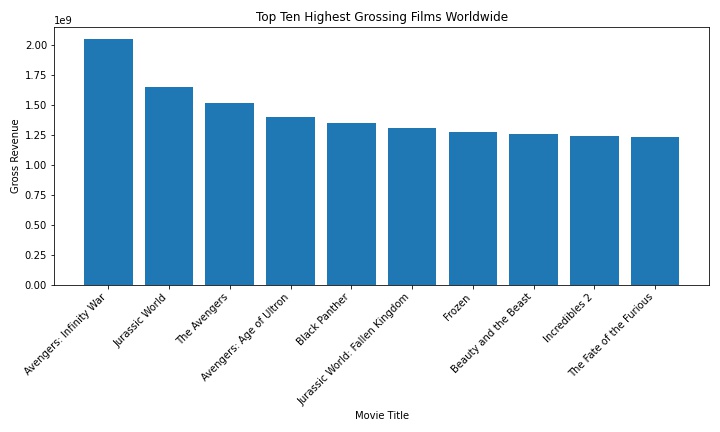 Top Ten Highest Grossing Films Worldwide
1e9
2.00
1.75
1.50
1.25
1.00
0.75
0.50
0.25
0.00
Gross Revenue
Avengers: Infinity War
Jurassic World
The Avengers
Avengers: Age of Ultron
Black Panther
Jurassic World: Fallen Kingdom
Frozen
Beauty and the Beast
Incredibles 2
The Fate of the Furious
Movie Title